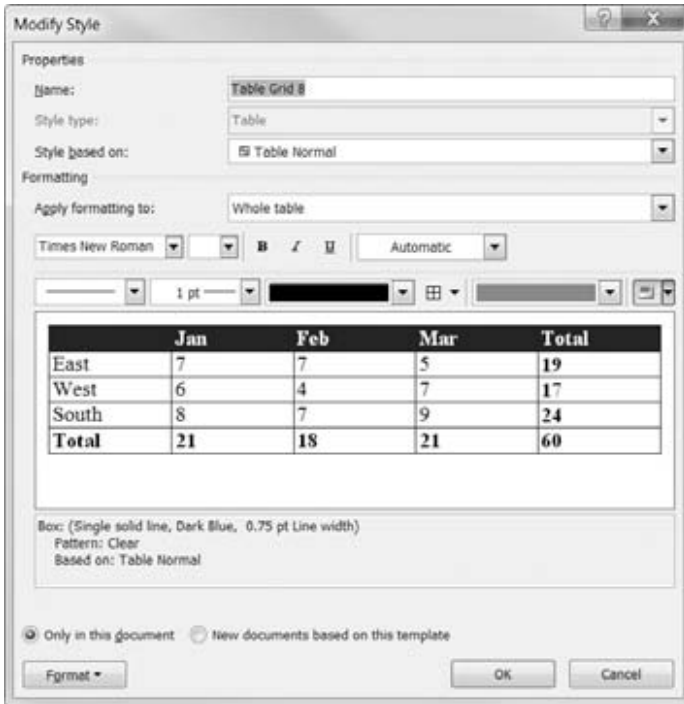 Modify Style
Properties
Name: Table Grid 8
Style type: Table
Style based on: Table Normal
Formatting
Apply formatting to: Whole table
Times New Roman B I U Automatic
1 pt
Jan Feb Mar Total
East 7 7 5 19
West 6 4 7 17
South 8 7 9 24
Total 21 18 21 60
Box: (Single solid line, Dark Blue, 0.75 pt Line width)
Pattern: Clear
Based on: Table Normal
Only in this document New documents based on this template
Format OK Cancel